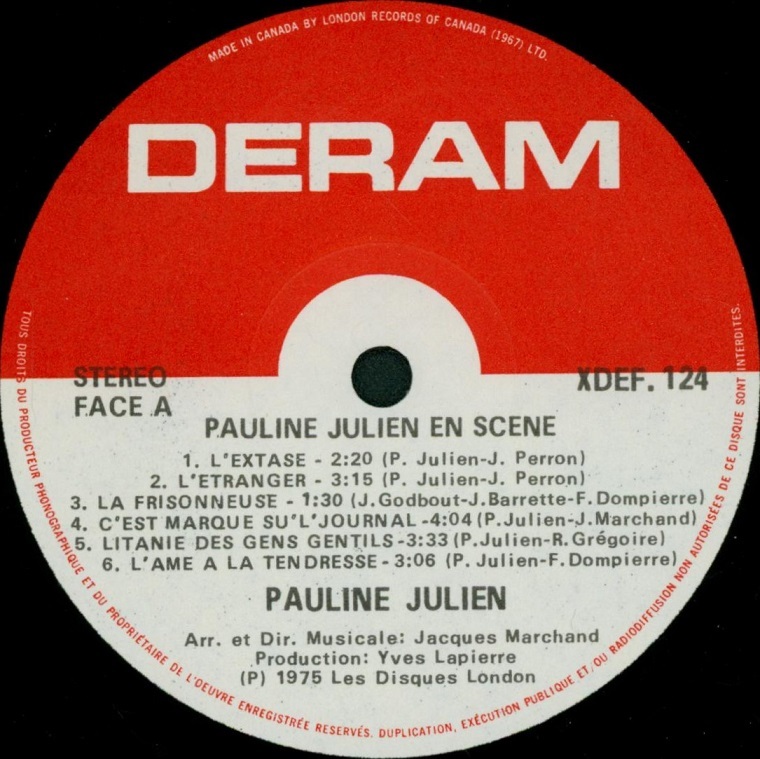 MADE IN CANADA BY LONDON RECORDS OF CANADA (1967) LTD.
DERAM
STEREO
XDEF. 124
FACE A
PAULINE JULIEN EN SCENE
1. L'EXTASE - 2:20 (P. Julien-J. Perron)
2. L'ETRANGER - 3:15 (P. Julien-J. Perron)
3. LA FRISONNEUSE - 1:30 (J.Godbout-J.Barrette-F. Dompierre)
4. C'EST MARQUE SU'L'JOURNAL -4:04 (P.Julien-J.Marchand)
5. LITANIE DES GENS GENTILS -3:33 (P.Julien-R.Grégoire)
6. L'AME A LA TENDRESSE -3:06 (P. Julien-F. Dompierre)
PAULINE JULIEN
Arr. et Dir. Musicale: Jacques Marchand
Production: Yves Lapierre
(P) 1975 Les Disques London
TOUS DROITS DU PRODUCTEUR PHONOGRAPHIQUE ET DU PROPRIÉTAIRE DE L'OEUVRE ENREGISTRÉE RESERVÉS. DUPLICATION, EXÉCUTION PUBLIQUE ET/OU RADIODIFFUSION NON AUTORISÉES DE CE DISQUE SONT INTERDITES.